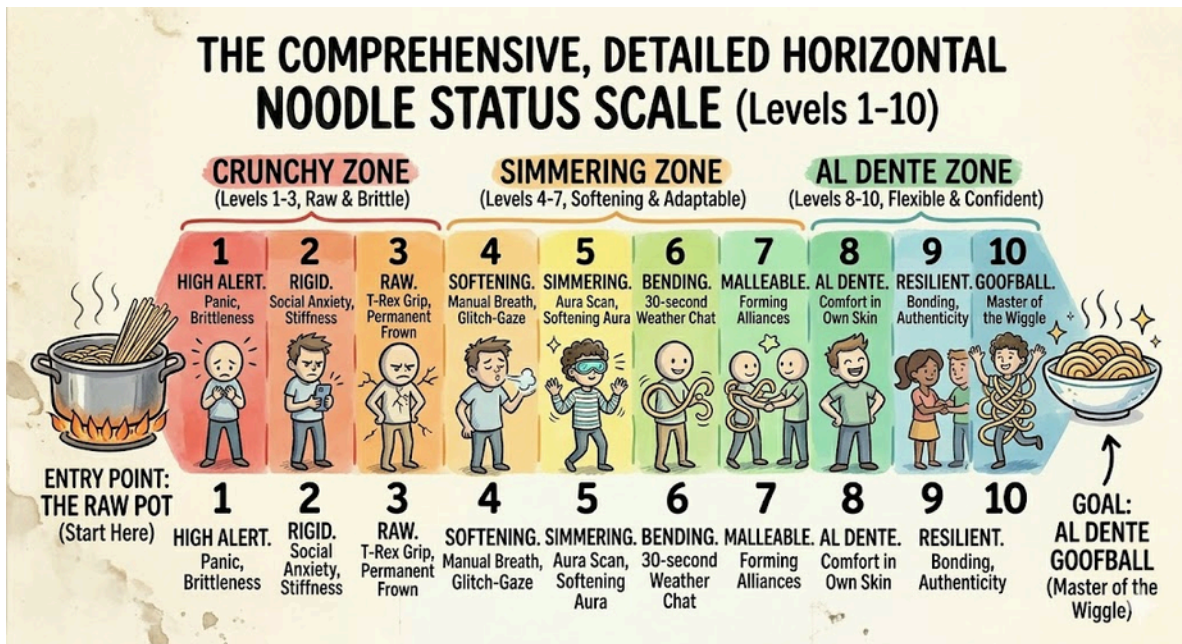 THE COMPREHENSIVE, DETAILED HORIZONTAL
NOODLE STATUS SCALE (Levels 1-10)
CRUNCHY ZONE
(Levels 1-3, Raw & Brittle)
SIMMERING ZONE
(Levels 4-7, Softening & Adaptable)
AL DENTE ZONE
(Levels 8-10, Flexible & Confident)
1
HIGH ALERT.
Panic,
Brittleness
2
RIGID.
Social Anxiety,
Stiffness
3
RAW.
T-Rex Grip,
Permanent
Frown
4
SOFTENING.
Manual Breath,
Glitch-Gaze
5
SIMMERING.
Aura Scan,
Softening Aura
6
BENDING.
30-second
Weather Chat
7
MALLEABLE.
Forming
Alliances
8
AL DENTE.
Comfort in
Own Skin
9
RESILIENT.
Bonding,
Authenticity
10
GOOFBALL.
Master of
the Wiggle
ENTRY POINT:
THE RAW POT
(Start Here)
1
HIGH ALERT.
Panic,
Brittleness
2
RIGID.
Social
Anxiety,
Stiffness
3
RAW.
T-Rex Grip,
Permanent
Frown
4
SOFTENING.
Manual Breath,
Glitch-Gaze
5
SIMMERING.
Aura Scan,
Softening
Aura
6
BENDING.
30-second
Weather
Chat
7
MALLEABLE.
Forming
Alliances
8
AL DENTE.
Comfort in
Own Skin
9
RESILIENT.
Bonding,
Authenticity
10
GOAL:
AL DENTE
GOOFBALL
(Master of the
Wiggle)